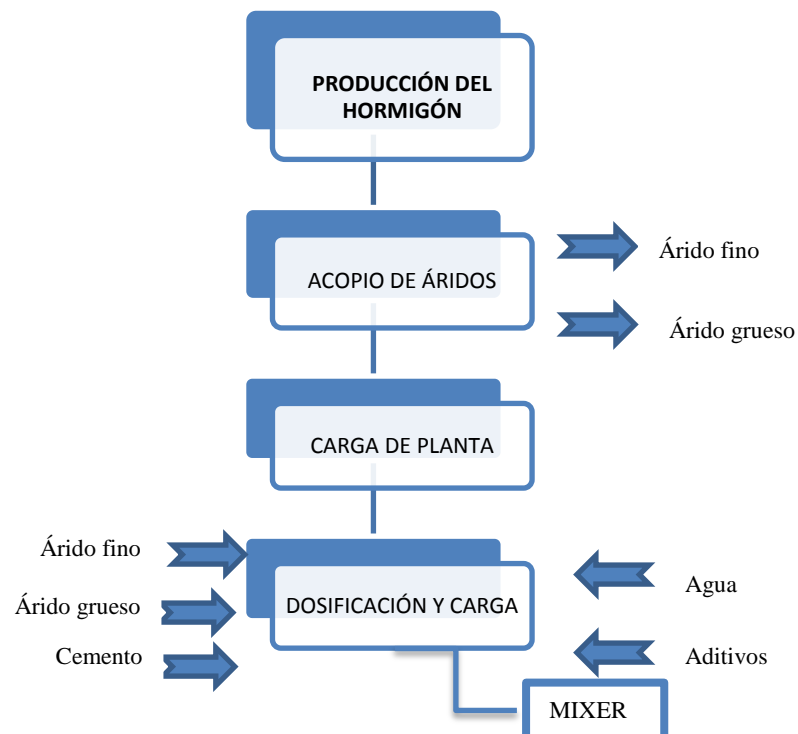 PRODUCCIÓN DEL
HORMIGÓN
ACOPIO DE ÁRIDOS
Árido fino
Árido grueso
CARGA DE PLANTA
Árido fino
Árido grueso
Cemento
DOSIFICACIÓN Y CARGA
Agua
Aditivos
MIXER